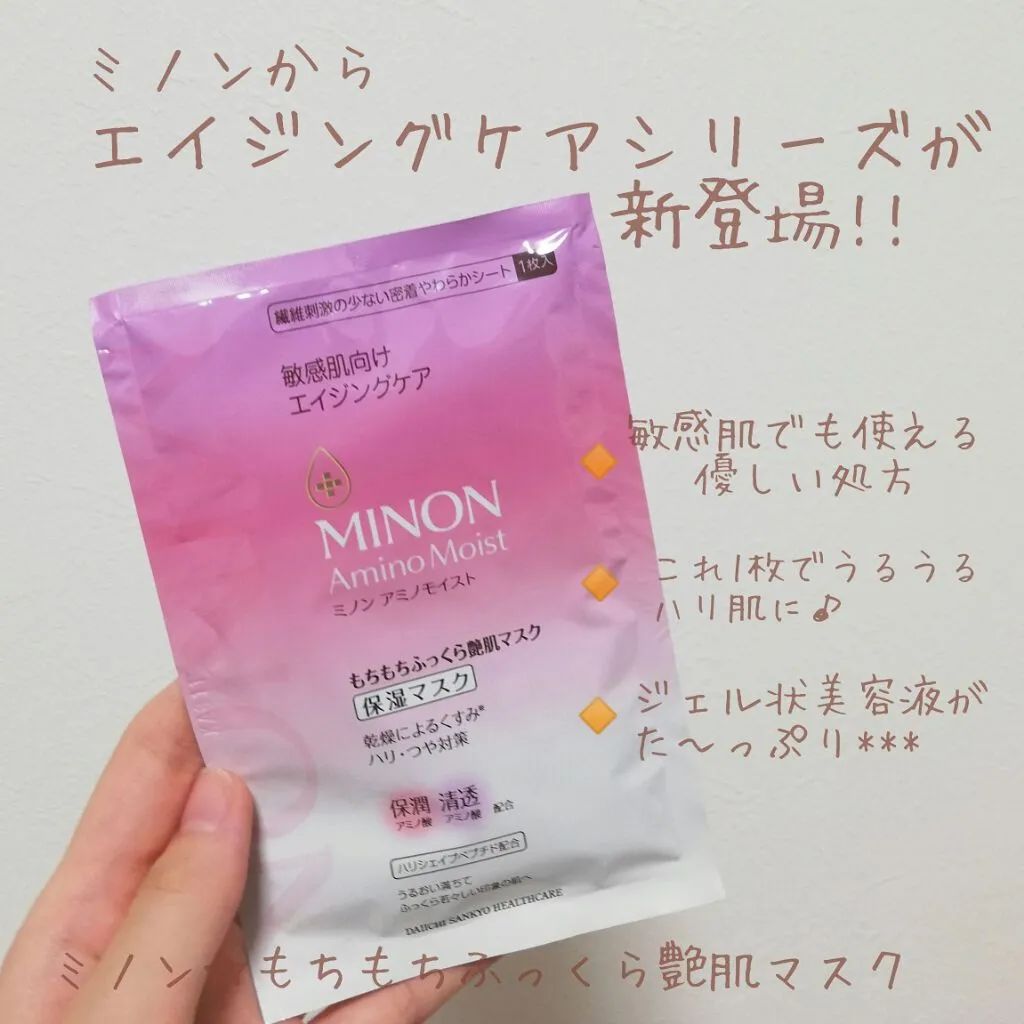 ミノンから
エイジングケアシリーズが
新登場!!
繊維刺激の少ない密着やわらかシート 1枚入
敏感肌向け
エイジングケア
MINON
Amino Moist
ミノン アミノモイスト
もちもちふっくら艶肌マスク
保湿マスク
乾燥によるくすみ※
ハリ・つや対策
保潤 清透 配合
アミノ酸 アミノ酸
ハリシェイプペプチド配合
うるおい満ちて
ふっくら若々しい印象の肌へ
DAIICHI SANKYO HEALTHCARE
敏感肌でも使える
優しい処方
これ1枚でうるうる
ハリ肌に♪
ジェル状美容液が
た〜っぷり***
ミノン もちもちふっくら艶肌マスク